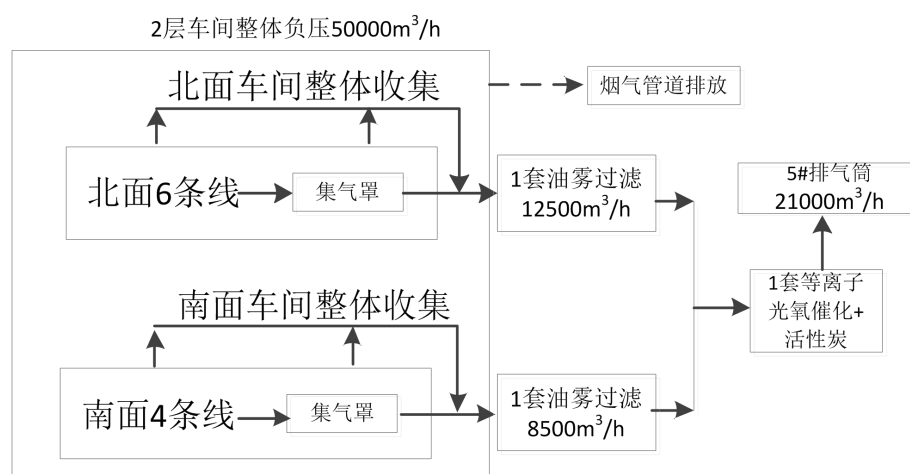 2层车间整体负压50000m³/h
北面车间整体收集
烟气管道排放
北面6条线
集气罩
1套油雾过滤
12500m³/h
5#排气筒
21000m³/h
1套等离子
光氧催化+
活性炭
南面车间整体收集
南面4条线
集气罩
1套油雾过滤
8500m³/h